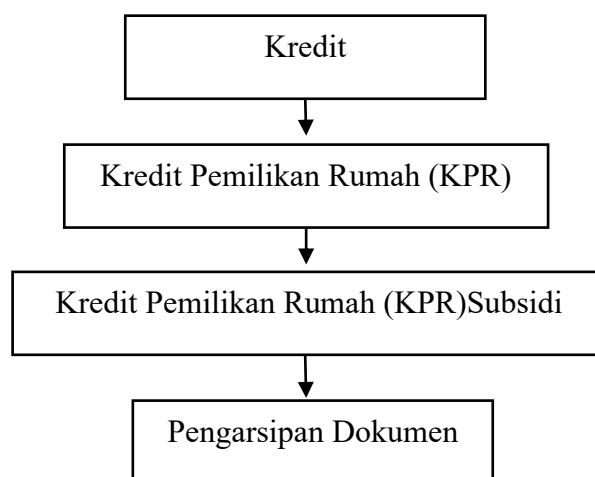 Kredit
Kredit Pemilikan Rumah (KPR)
Kredit Pemilikan Rumah (KPR)Subsidi
Pengarsipan Dokumen